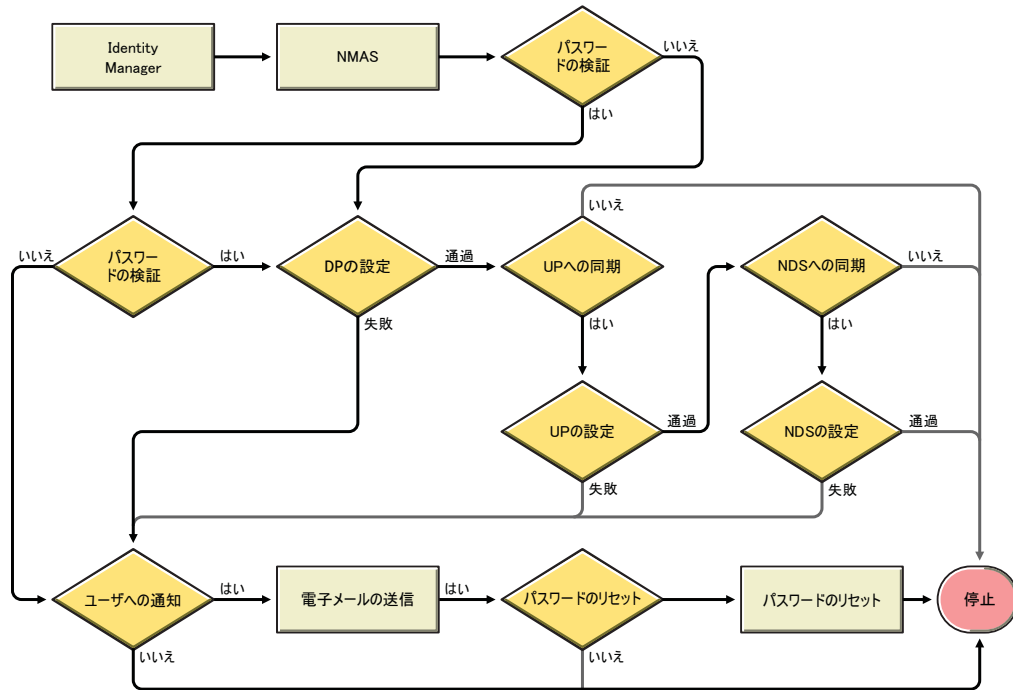 Identity
Manager
NMAS
パスワー
ドの検証
いいえ
はい
いいえ
パスワー
ドの検証
はい
DPの設定
通過
失敗
いいえ
UPへの同期
はい
NDSへの同期
いいえ
はい
UPの設定
通過
失敗
NDSの設定
通過
失敗
ユーザへの通知
はい
いいえ
電子メールの送信
はい
パスワードのリセット
いいえ
パスワードのリセット
停止